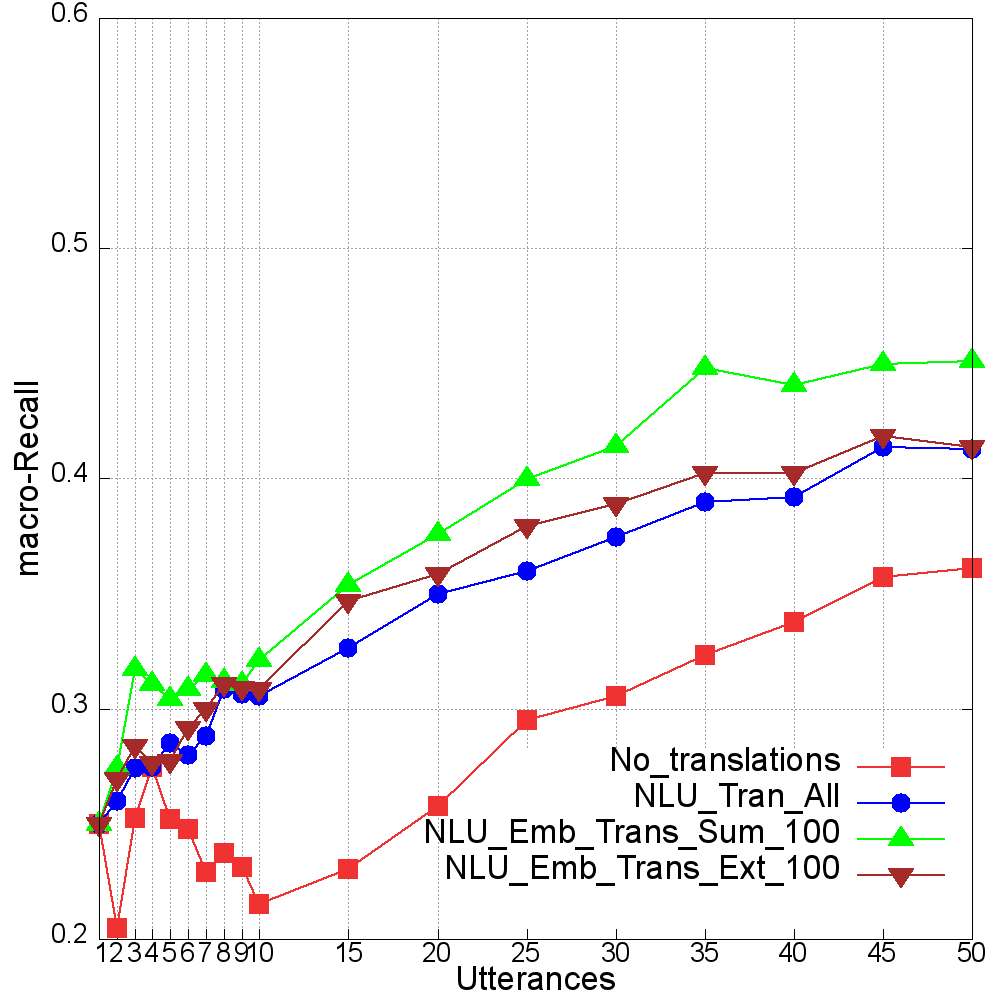 0.6
0.5
0.4
0.3
0.2
macro-Recall
No_translations
NLU_Tran_All
NLU_Emb_Trans_Sum_100
NLU_Emb_Trans_Ext_100
1 2 3 4 5 6 7 8 9 10 15 20 25 30 35 40 45 50
Utterances